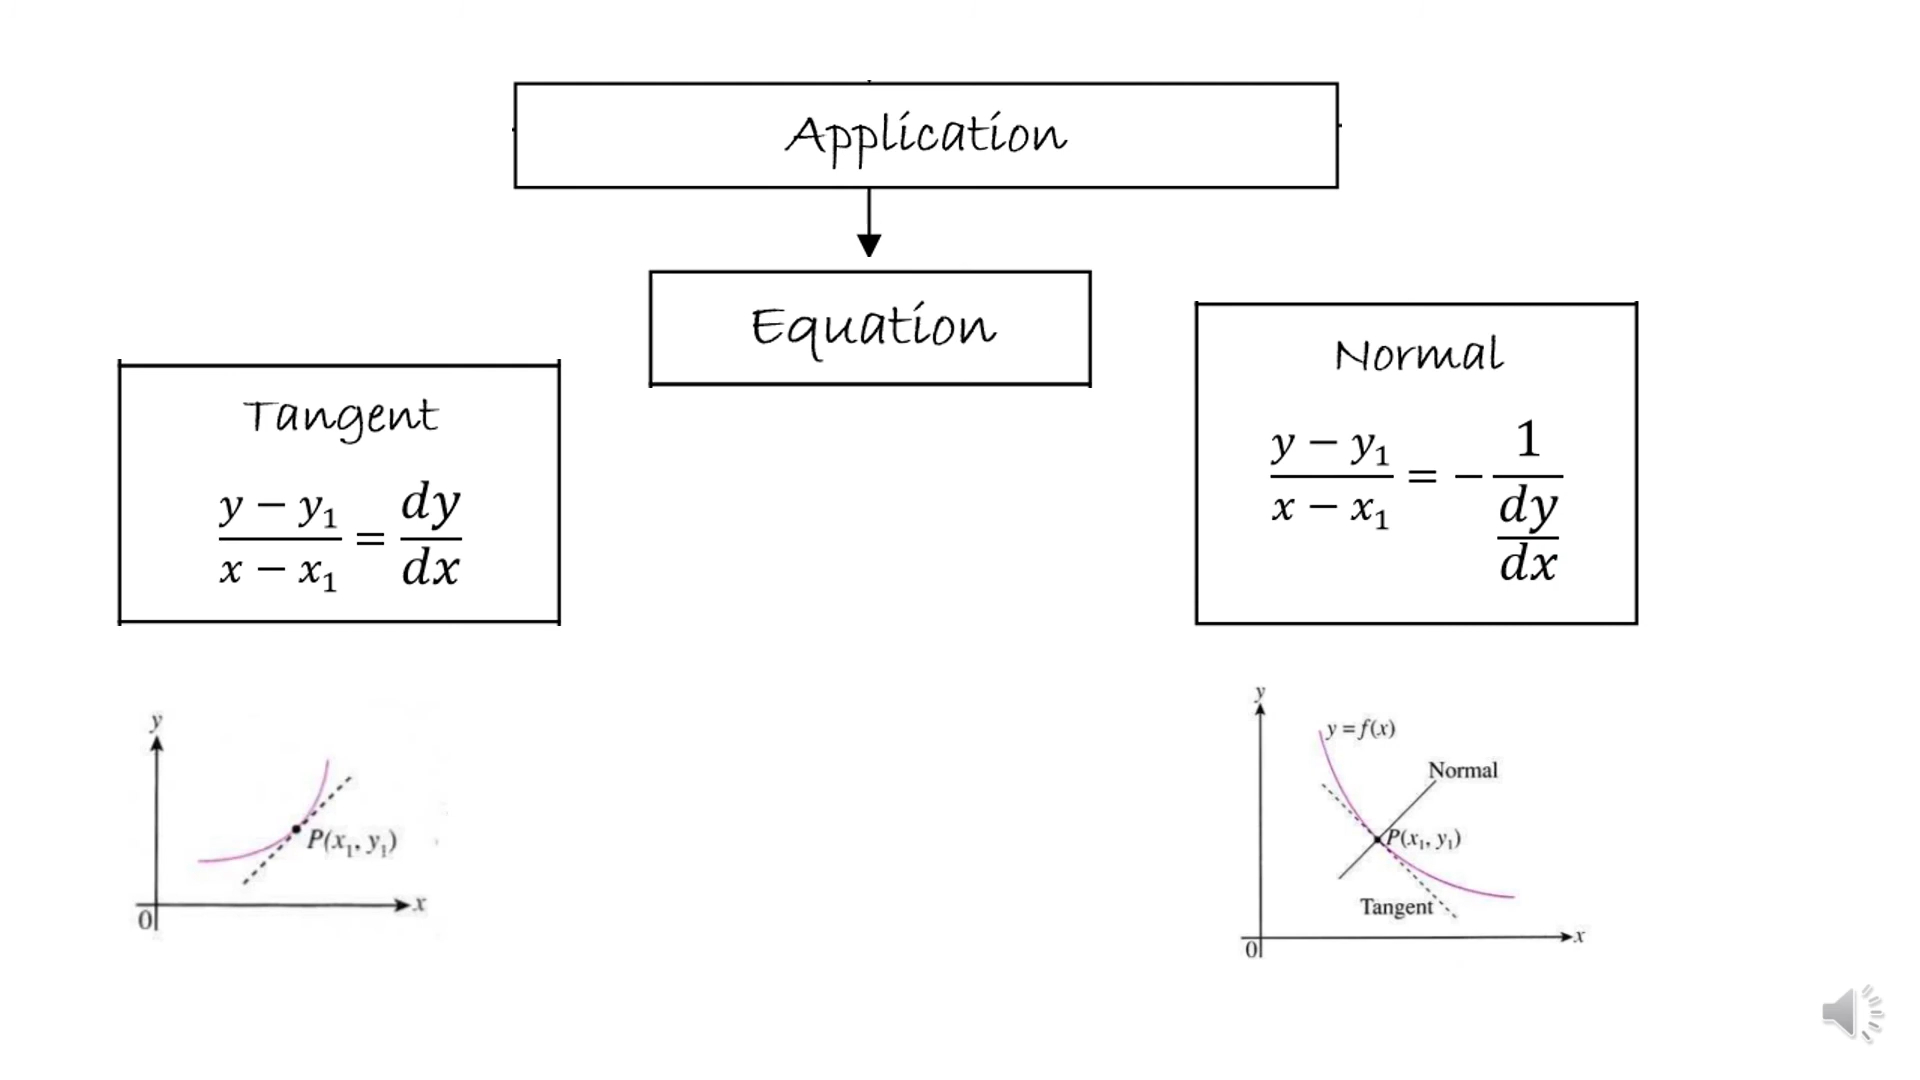 Application
Equation
Tangent
y − y₁ / x − x₁ = dy / dx
Normal
y − y₁ / x − x₁ = − 1 / dy / dx
y
P(x₁, y₁)
x
0
y
y = f(x)
Normal
P(x₁, y₁)
Tangent
x
0